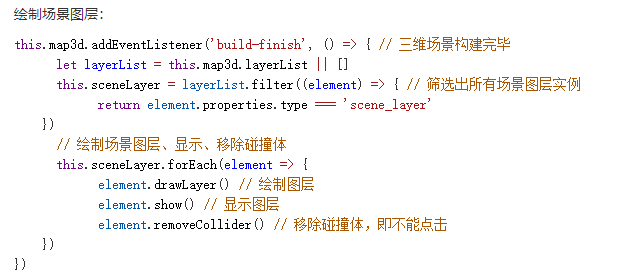 绘制场景图层：
this.map3d.addEventListener('build-finish', () => { // 三维场景构建完毕
let layerList = this.map3d.layerList || []
this.sceneLayer = layerList.filter((element) => { // 筛选出所有场景图层实例
return element.properties.type === 'scene_layer'
})
// 绘制场景图层、显示、移除碰撞体
this.sceneLayer.forEach(element => {
element.drawLayer() // 绘制图层
element.show() // 显示图层
element.removeCollider() // 移除碰撞体，即不能点击
})
})